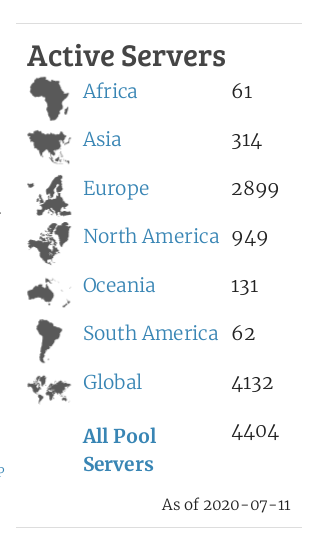 Active Servers
Africa 61
Asia 314
Europe 2899
North America 949
Oceania 131
South America 62
Global 4132
All Pool 4404
Servers
As of 2020-07-11